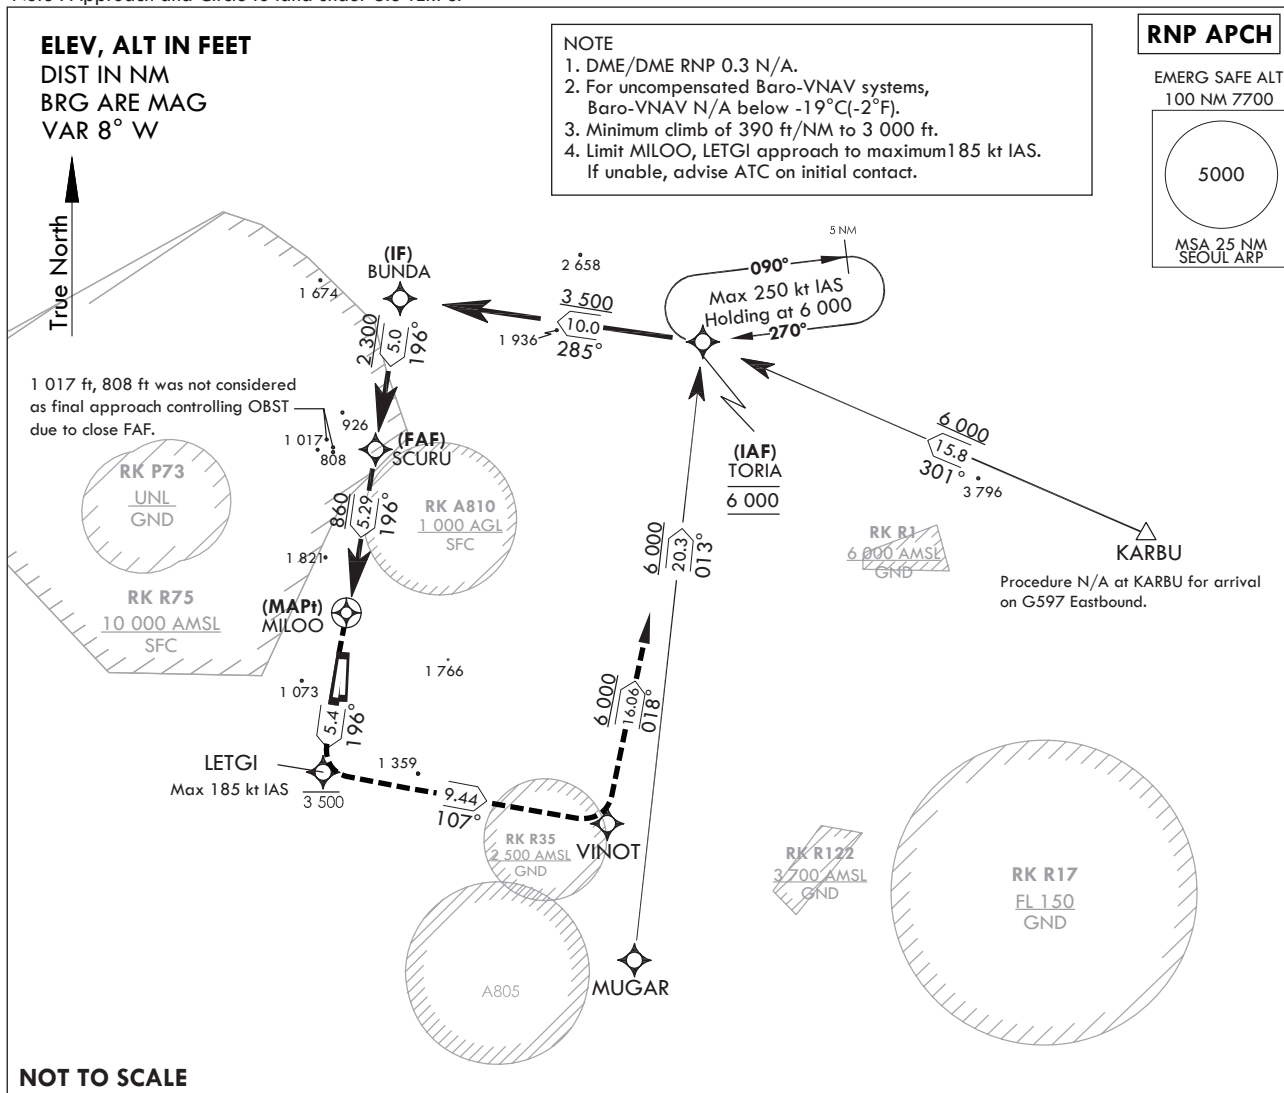 ELEV, ALT IN FEET
DIST IN NM
BRG ARE MAG
VAR 8° W
True North
NOTE
1. DME/DME RNP 0.3 N/A.
2. For uncompensated Baro-VNAV systems,
Baro-VNAV N/A below -19°C(-2°F).
3. Minimum climb of 390 ft/NM to 3 000 ft.
4. Limit MILOO, LETGI approach to maximum185 kt IAS.
If unable, advise ATC on initial contact.
RNP APCH
EMERG SAFE ALT
100 NM 7700
5000
MSA 25 NM
SEOUL ARP
5 NM
090°
Max 250 kt IAS
Holding at 6 000
270°
(IF)
BUNDA
2 658
1 674
3 500
10.0
285°
1 936
2 300
5.0
196°
1 017 ft, 808 ft was not considered
as final approach controlling OBST
due to close FAF.
926
1 017
808
(FAF)
SCURU
(IAF)
TORIA
6 000
6 000
15.8
301°
3 796
KARBU
Procedure N/A at KARBU for arrival
on G597 Eastbound.
RK P73
UNL
GND
860
5.29
196°
RK A810
1 000 AGL
SFC
RK R1
6 000 AMSL
GND
6 000
20.3
013°
1 821
RK R75
10 000 AMSL
SFC
(MAPt)
MILOO
1 766
1 073
5.4
196°
6 000
16.06
018°
LETGI
Max 185 kt IAS
3 500
1 359
9.44
107°
VINOT
RK R35
2 500 AMSL
GND
RK R122
3 700 AMSL
GND
RK R17
FL 150
GND
A805
MUGAR
NOT TO SCALE